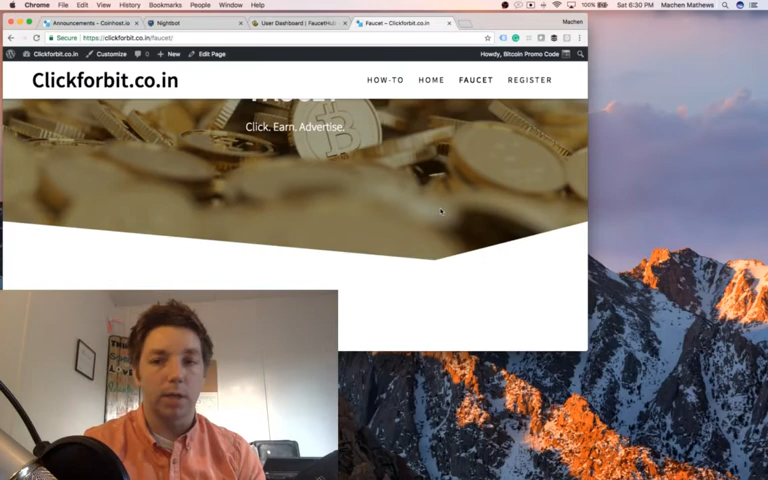 Chrome File Edit View History Bookmarks People Window Help
100% Sat 6:30 PM Machen Mathews
Announcements - Coinhost.io
Nightbot
User Dashboard | FaucetHu
Faucet – Clickforbit.co.in
Machen
Secure https://clickforbit.co.in/faucet/
Clickforbit.co.in Customize 0 New Edit Page
Howdy, Bitcoin Promo Code
Clickforbit.co.in
HOW-TO HOME FAUCET REGISTER
FAUCET
Click. Earn. Advertise.